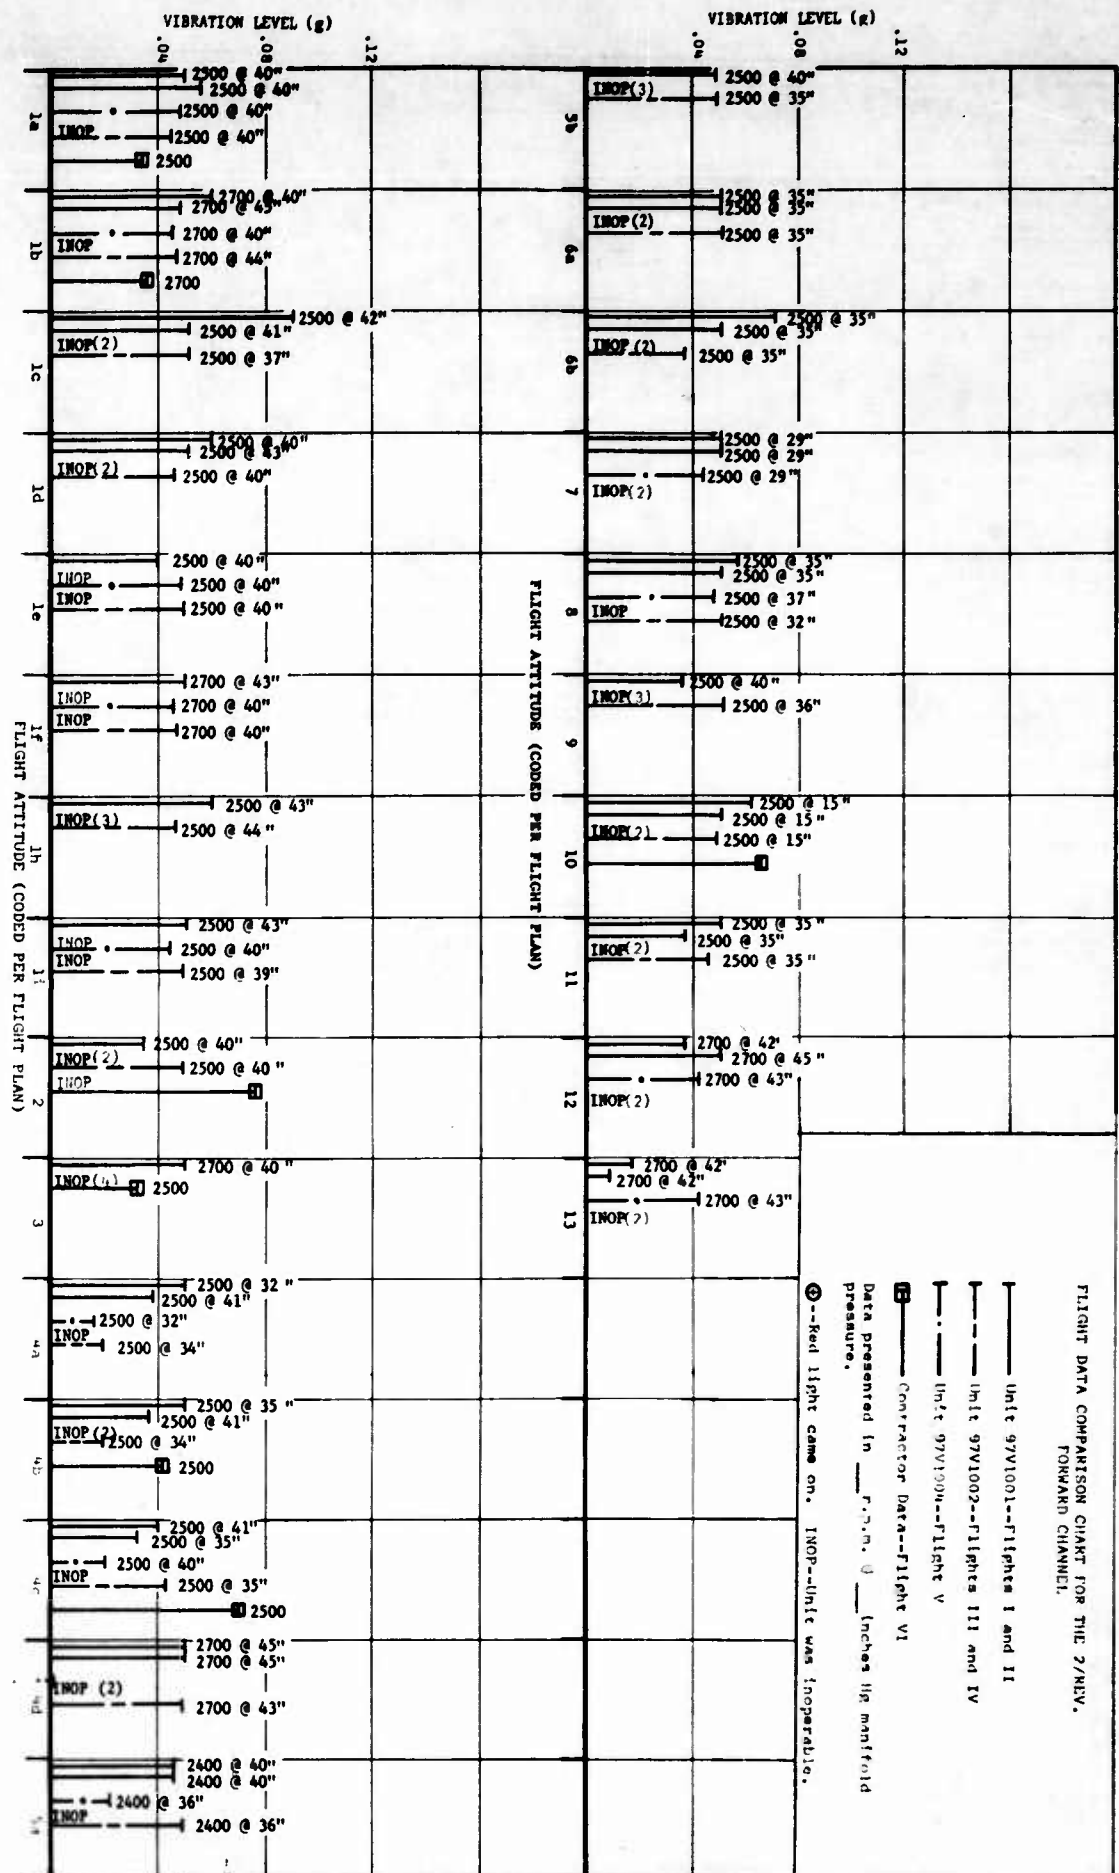 VIBRATION LEVEL (g)
.04
.08
.12
2500 @ 40"
2500 @ 40"
2500 @ 40"
INOP
2500 @ 40"
2500
1a
2700 @ 40"
2700 @ 45"
2700 @ 40"
INOP
2700 @ 44"
2700
1b
2500 @ 42"
2500 @ 41"
INOP(2)
2500 @ 37"
1c
2500 @ 40"
2500 @ 43"
INOP(2)
2500 @ 40"
1d
2500 @ 40"
INOP
2500 @ 40"
INOP
2500 @ 40"
1e
2700 @ 43"
INOP
2700 @ 40"
INOP
2700 @ 40"
1f
2500 @ 43"
INOP(3)
2500 @ 44"
1h
2500 @ 43"
INOP
2500 @ 40"
INOP
2500 @ 39"
2500 @ 40"
INOP(2)
2500 @ 40"
INOP
2
2700 @ 40"
INOP(4)
2500
3
2500 @ 32"
2500 @ 41"
2500 @ 32"
INOP
2500 @ 34"
4a
2500 @ 35"
2500 @ 41"
INOP(2)
2500 @ 34"
2500
4b
2500 @ 41"
2500 @ 35"
2500 @ 40"
INOP
2500 @ 35"
2500
4c
2700 @ 45"
2700 @ 45"
INOP (2)
2700 @ 43"
4d
2400 @ 40"
2400 @ 40"
2400 @ 36"
INOP
2400 @ 36"
FLIGHT ATTITUDE (CODED PER FLIGHT PLAN)
VIBRATION LEVEL (g)
.04
.08
.12
2500 @ 40"
INOP(3)
2500 @ 35"
5b
2500 @ 35"
2500 @ 35"
INOP(2)
2500 @ 35"
6a
2500 @ 35"
2500 @ 35"
INOP(2)
2500 @ 35"
6b
2500 @ 29"
2500 @ 29"
2500 @ 29"
INOP(2)
7
2500 @ 35"
2500 @ 35"
2500 @ 37"
INOP
2500 @ 32"
8
2500 @ 40"
INOP(3)
2500 @ 36"
9
2500 @ 15"
2500 @ 15"
INOP(2)
2500 @ 15"
10
2500 @ 35"
2500 @ 35"
INOP(2)
2500 @ 35"
11
2700 @ 42"
2700 @ 45"
2700 @ 43"
INOP(2)
12
2700 @ 42"
2700 @ 42"
2700 @ 43"
INOP(2)
13
FLIGHT ATTITUDE (CODED PER FLIGHT PLAN)
FLIGHT DATA COMPARISON CHART FOR THE 2/REV.
FORWARD CHANNEL
Unit 97V1001--Flights I and II
Unit 97V1002--Flights III and IV
Unit 97V1004--Flight V
Contractor Data--Flight VI
Data presented in ___ r.p.m. @ ___ inches Hg manifold
pressure.
--Red light came on. INOP--Unit was inoperable.